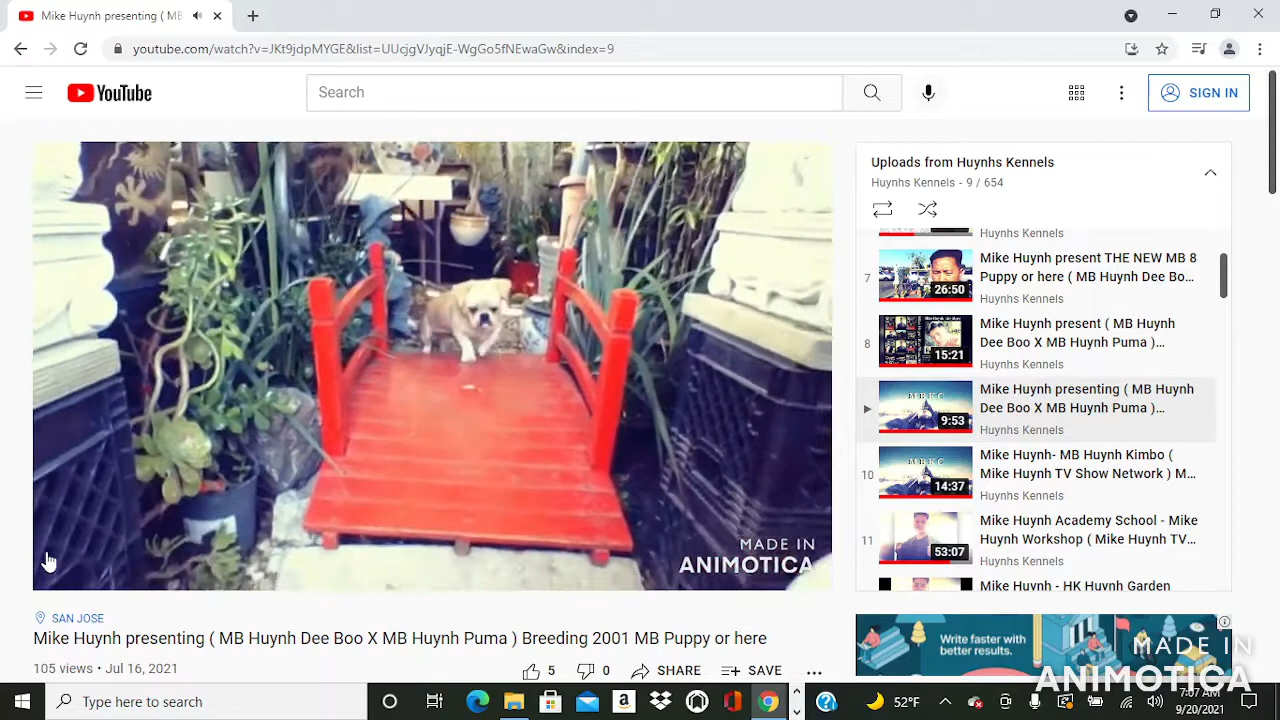 Mike Huynh presenting ( MB
youtube.com/watch?v=JKt9jdpMYGE&list=UUcjgVJyqjE-WgGo5fNEwaGw&index=9
YouTube
Search
SIGN IN
MADE IN
ANIMOTICA
Uploads from Huynhs Kennels
Huynhs Kennels - 9 / 654
Huynhs Kennels
7
26:50
Mike Huynh present THE NEW MB 8
Puppy or here ( MB Huynh Dee Bo...
Huynhs Kennels
8
15:21
Mike Huynh present ( MB Huynh
Dee Boo X MB Huynh Puma )...
Huynhs Kennels
MBKC
9:53
Mike Huynh presenting ( MB Huynh
Dee Boo X MB Huynh Puma )...
Huynhs Kennels
10
MBKC
14:37
Mike Huynh- MB Huynh Kimbo (
Mike Huynh TV Show Network ) M...
Huynhs Kennels
11
53:07
Mike Huynh Academy School - Mike
Huynh Workshop ( Mike Huynh TV...
Huynhs Kennels
Mike Huynh - HK Huynh Garden
SAN JOSE
Mike Huynh presenting ( MB Huynh Dee Boo X MB Huynh Puma ) Breeding 2001 MB Puppy or here
105 views • Jul 16, 2021
5
0
SHARE
SAVE
Write faster with
better results.
MADE IN
ANIMOTICA
Type here to search
52°F
7:07 AM
9/20/2021